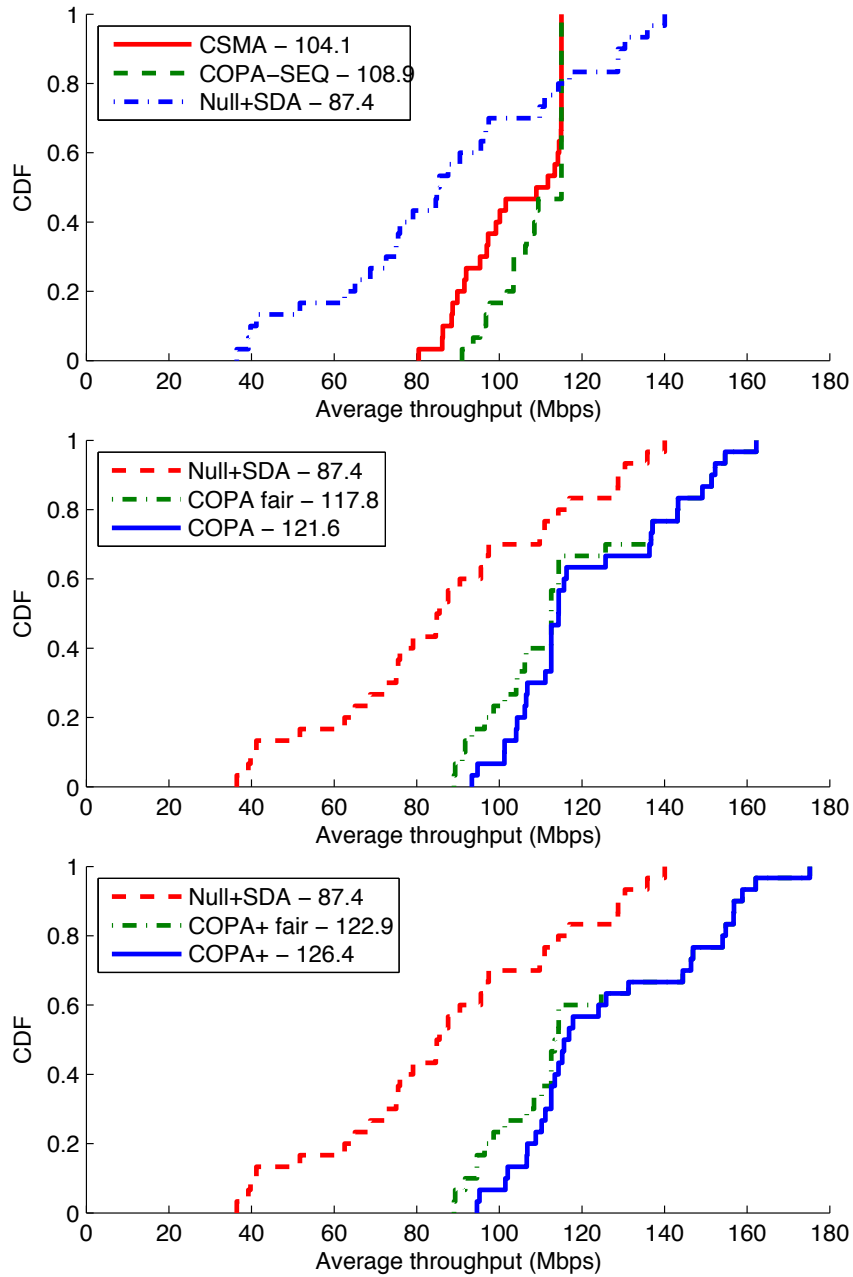 1
0.8
0.6
0.4
0.2
0
CDF
CSMA – 104.1
COPA–SEQ – 108.9
Null+SDA – 87.4
0 20 40 60 80 100 120 140 160 180
Average throughput (Mbps)
1
0.8
0.6
0.4
0.2
0
CDF
Null+SDA – 87.4
COPA fair – 117.8
COPA – 121.6
0 20 40 60 80 100 120 140 160 180
Average throughput (Mbps)
1
0.8
0.6
0.4
0.2
0
CDF
Null+SDA – 87.4
COPA+ fair – 122.9
COPA+ – 126.4
0 20 40 60 80 100 120 140 160 180
Average throughput (Mbps)